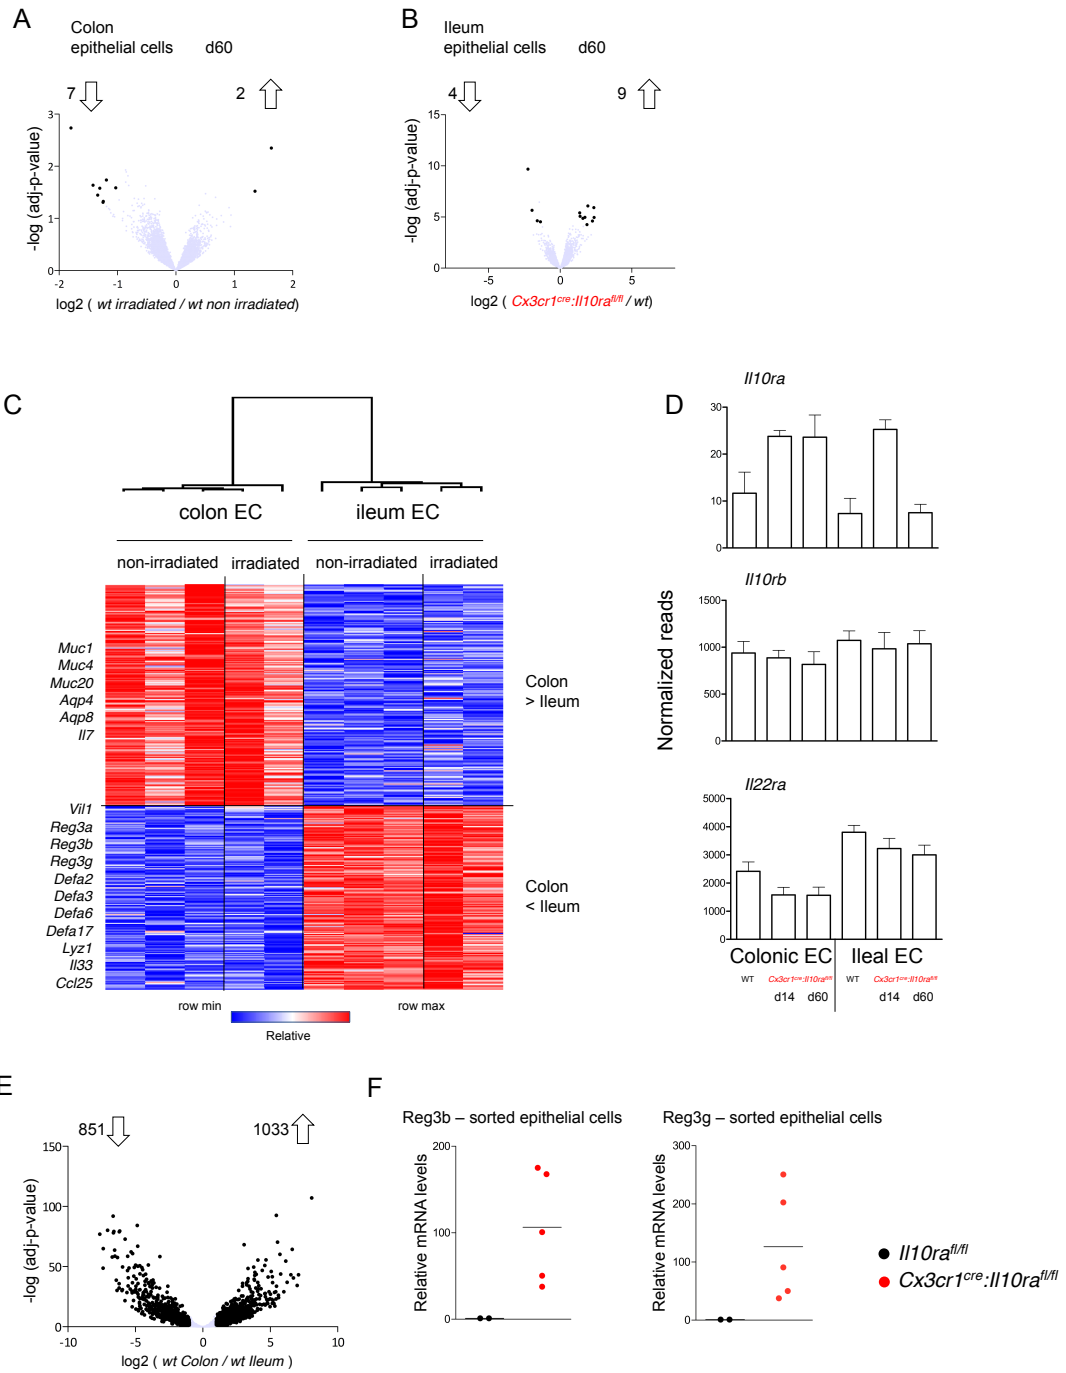 A
Colon
epithelial cells d60
7 2
-log (adj-p-value)
3
2
1
0
-2 -1 0 1 2
log2 ( wt irradiated / wt non irradiated)
B
Ileum
epithelial cells d60
4 9
-log (adj-p-value)
15
10
5
0
-5 0 5
log2 ( Cx3cr1cre:Il10rafl/fl / wt)
C
colon EC ileum EC
non-irradiated irradiated non-irradiated irradiated
Muc1
Muc4
Muc20
Aqp4
Aqp8
Il7
Colon
> Ileum
Vil1
Reg3a
Reg3b
Reg3g
Defa2
Defa3
Defa6
Defa17
Lyz1
Il33
Ccl25
Colon
< Ileum
row min row max
Relative
D
Normalized reads
Il10ra
30
20
10
0
Il10rb
1500
1000
500
0
Il22ra
5000
4000
3000
2000
1000
0
Colonic EC Ileal EC
WT Cx3cr1cre:Il10rafl/fl WT Cx3cr1cre:Il10rafl/fl
d14 d60 d14 d60
E
851 1033
-log (adj-p-value)
150
100
50
0
-10 -5 0 5 10
log2 ( wt Colon / wt Ileum )
F
Reg3b – sorted epithelial cells
Relative mRNA levels
200
100
0
Reg3g – sorted epithelial cells
Relative mRNA levels
300
200
100
0
Il10rafl/fl
Cx3cr1cre:Il10rafl/fl